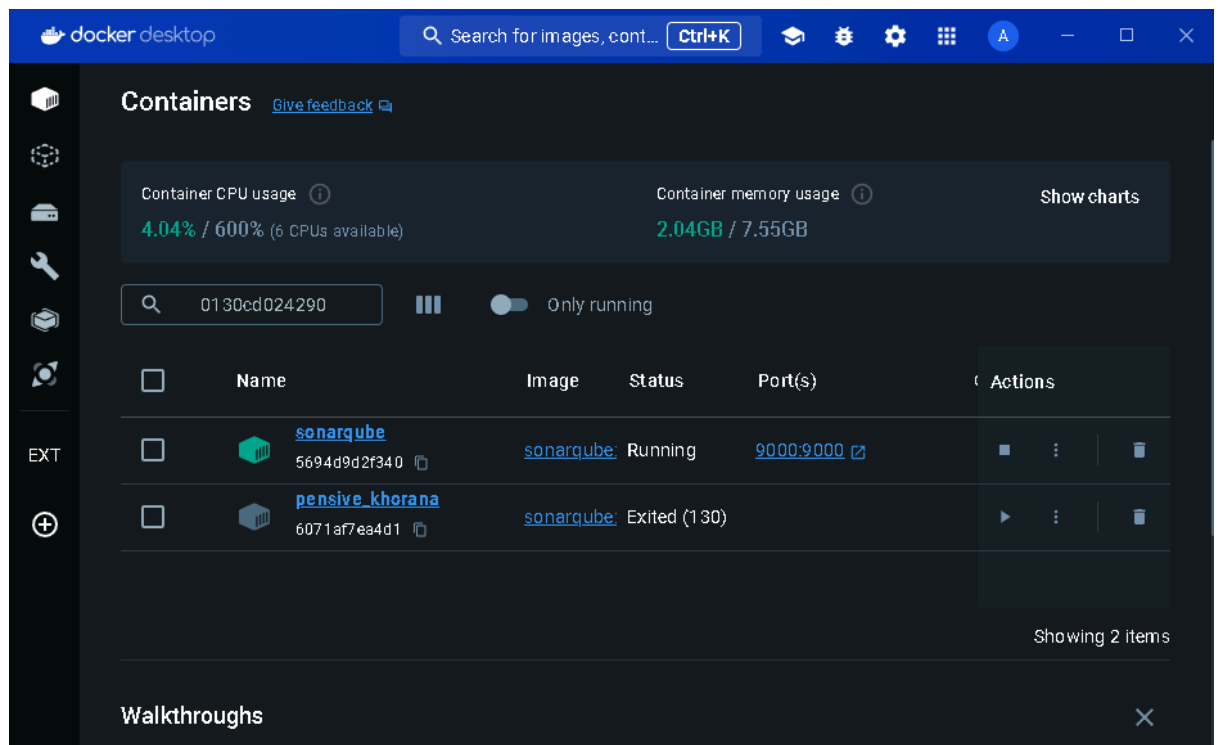 docker desktop
Search for images, cont... Ctrl+K
A
Containers Give feedback
Container CPU usage
4.04% / 600% (6 CPUs available)
Container memory usage
2.04GB / 7.55GB
Show charts
0130cd024290
Only running
Name Image Status Port(s) Actions
sonarqube
5694d9d2f340
sonarqube: Running 9000:9000
pensive_khorana
6071af7ea4d1
sonarqube: Exited (130)
EXT
Showing 2 items
Walkthroughs